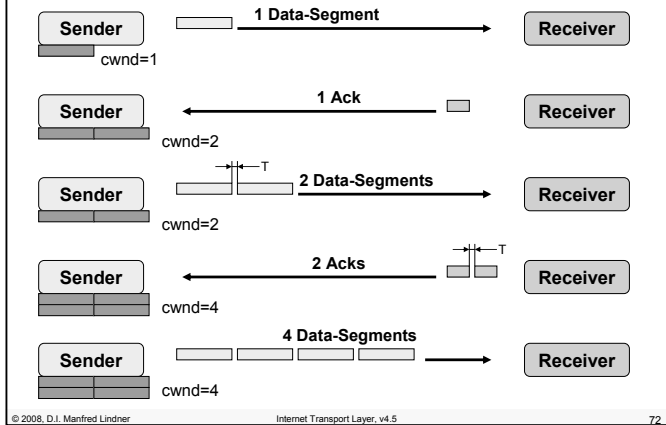 1 Data-Segment
Sender
Receiver
cwnd=1
1 Ack
Sender
Receiver
cwnd=2
T
2 Data-Segments
Sender
Receiver
cwnd=2
T
2 Acks
Sender
Receiver
cwnd=4
4 Data-Segments
Sender
Receiver
cwnd=4
© 2008, D.I. Manfred Lindner
Internet Transport Layer, v4.5
72